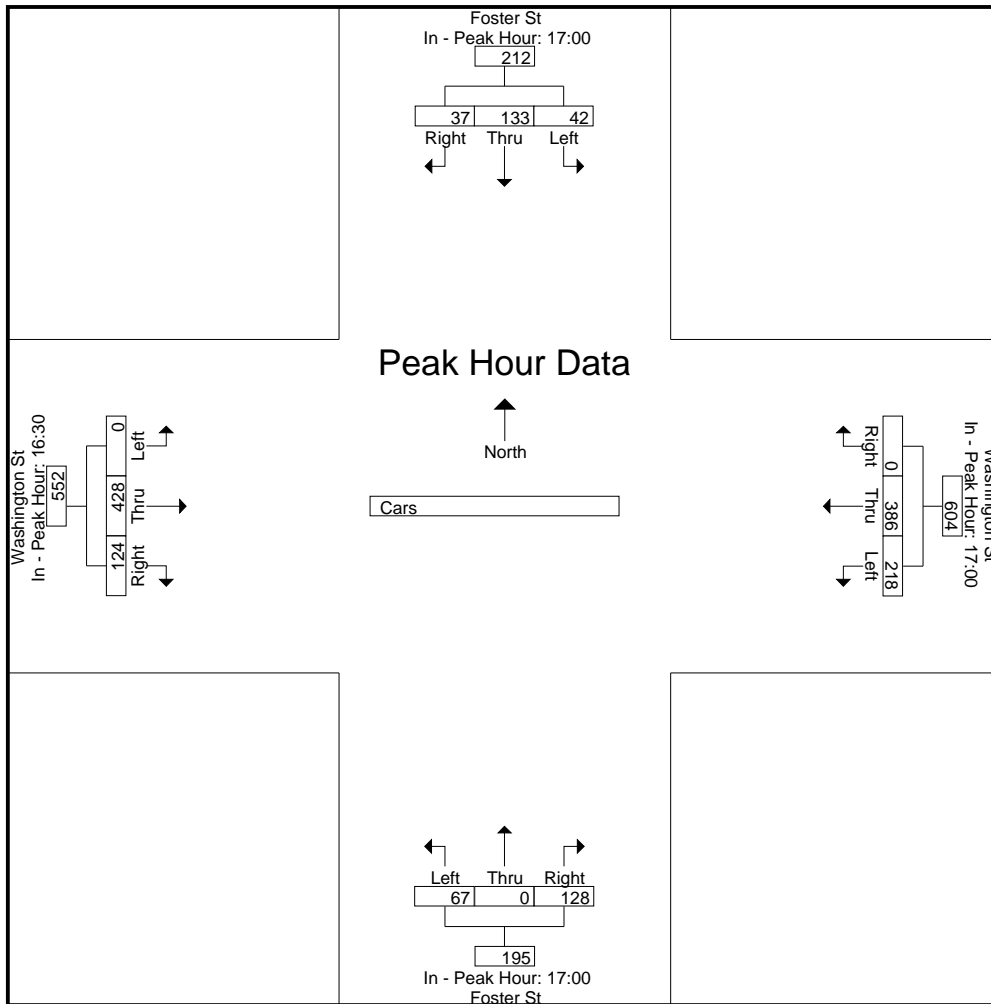 Foster St
In - Peak Hour: 17:00
212
37 133 42
Right Thru Left
Peak Hour Data
North
Cars
Washington St
In - Peak Hour: 16:30
552
0 428 124
Left Thru Right
Washington St
In - Peak Hour: 17:00
604
0 386 218
Right Thru Left
Left Thru Right
67 0 128
195
In - Peak Hour: 17:00
Foster St